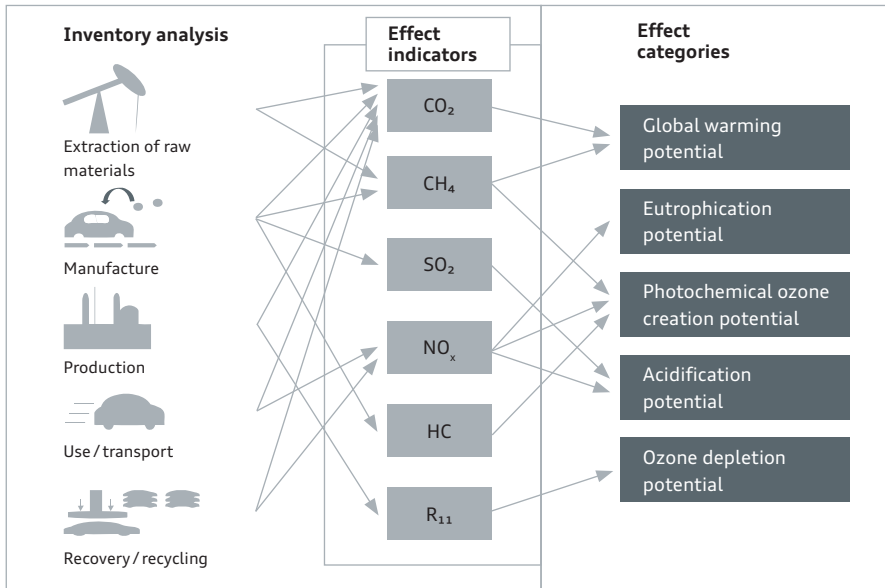 Inventory analysis
Extraction of raw
materials
Manufacture
Production
Use / transport
Recovery / recycling
Effect
indicators
CO₂
CH₄
SO₂
NOₓ
HC
R₁₁
Effect
categories
Global warming
potential
Eutrophication
potential
Photochemical ozone
creation potential
Acidification
potential
Ozone depletion
potential